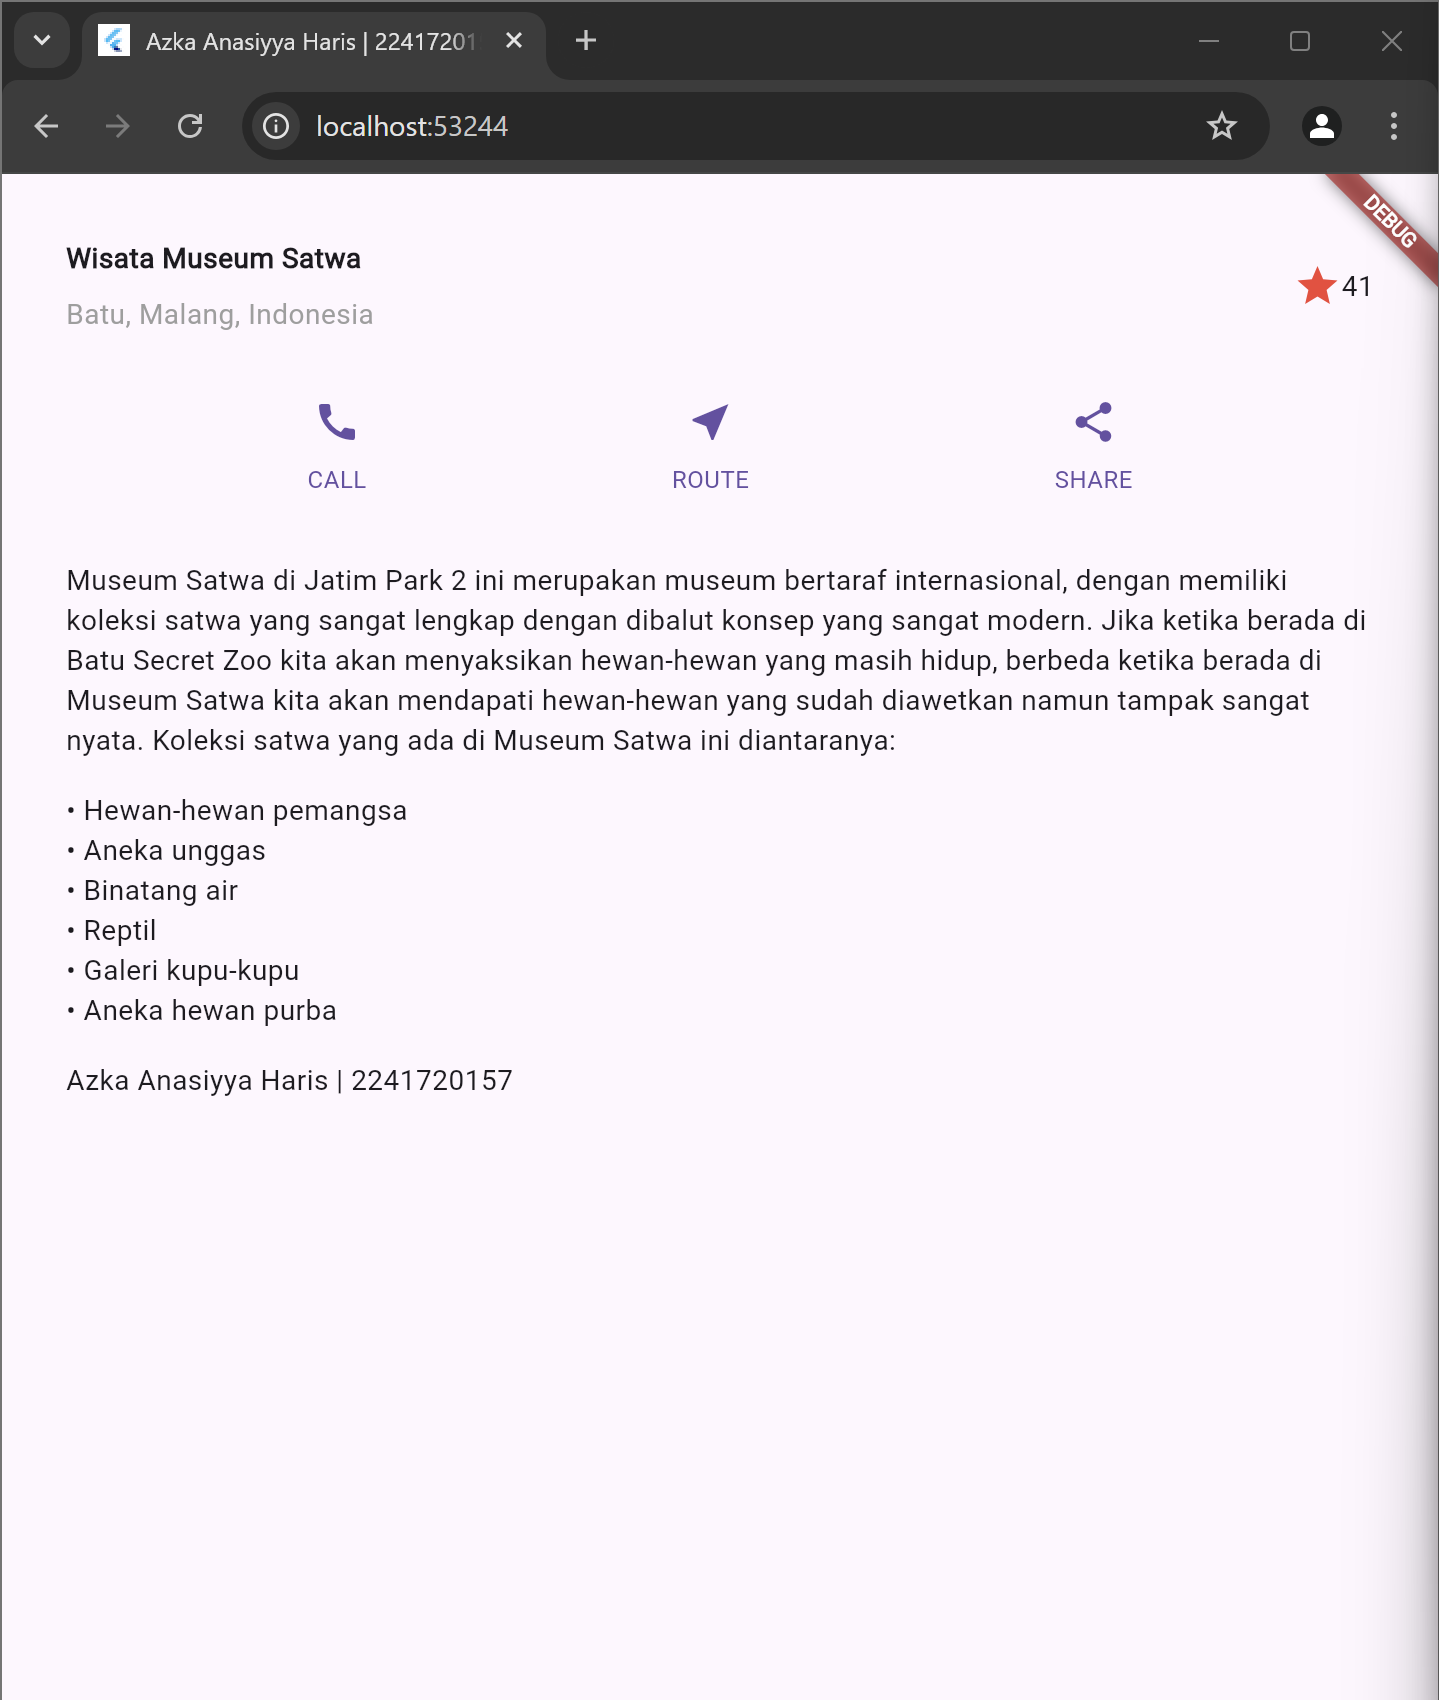 Azka Anasiyya Haris | 22417201
localhost:53244
DEBUG
Wisata Museum Satwa
Batu, Malang, Indonesia
41
CALL
ROUTE
SHARE
Museum Satwa di Jatim Park 2 ini merupakan museum bertaraf internasional, dengan memiliki
koleksi satwa yang sangat lengkap dengan dibalut konsep yang sangat modern. Jika ketika berada di
Batu Secret Zoo kita akan menyaksikan hewan-hewan yang masih hidup, berbeda ketika berada di
Museum Satwa kita akan mendapati hewan-hewan yang sudah diawetkan namun tampak sangat
nyata. Koleksi satwa yang ada di Museum Satwa ini diantaranya:
• Hewan-hewan pemangsa
• Aneka unggas
• Binatang air
• Reptil
• Galeri kupu-kupu
• Aneka hewan purba
Azka Anasiyya Haris | 2241720157